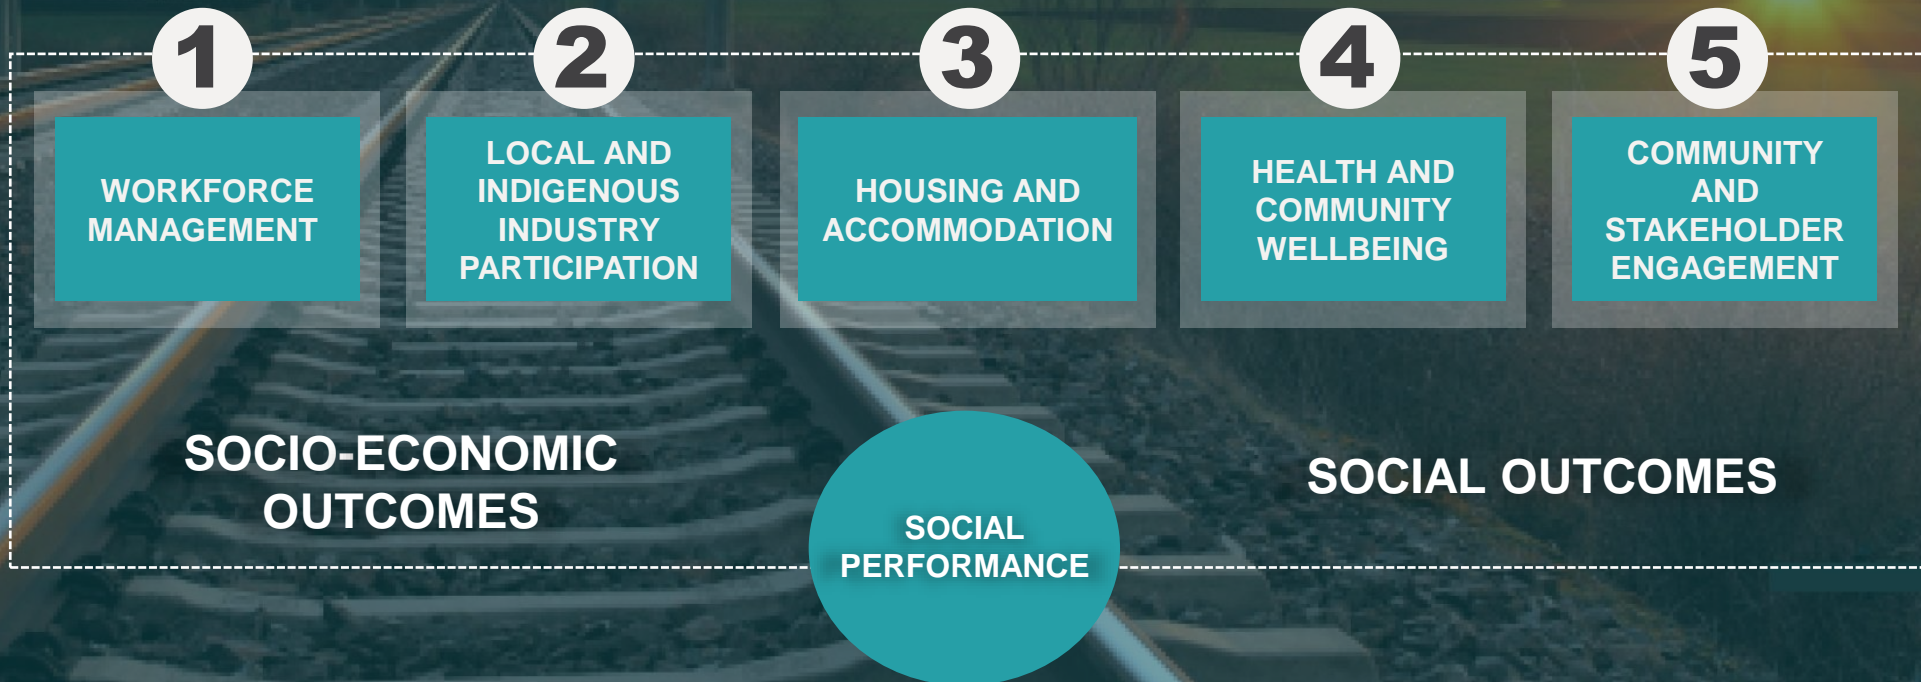 1
WORKFORCE
MANAGEMENT
2
LOCAL AND
INDIGENOUS
INDUSTRY
PARTICIPATION
3
HOUSING AND
ACCOMMODATION
4
HEALTH AND
COMMUNITY
WELLBEING
5
COMMUNITY
AND
STAKEHOLDER
ENGAGEMENT
SOCIO-ECONOMIC
OUTCOMES
SOCIAL
PERFORMANCE
SOCIAL OUTCOMES